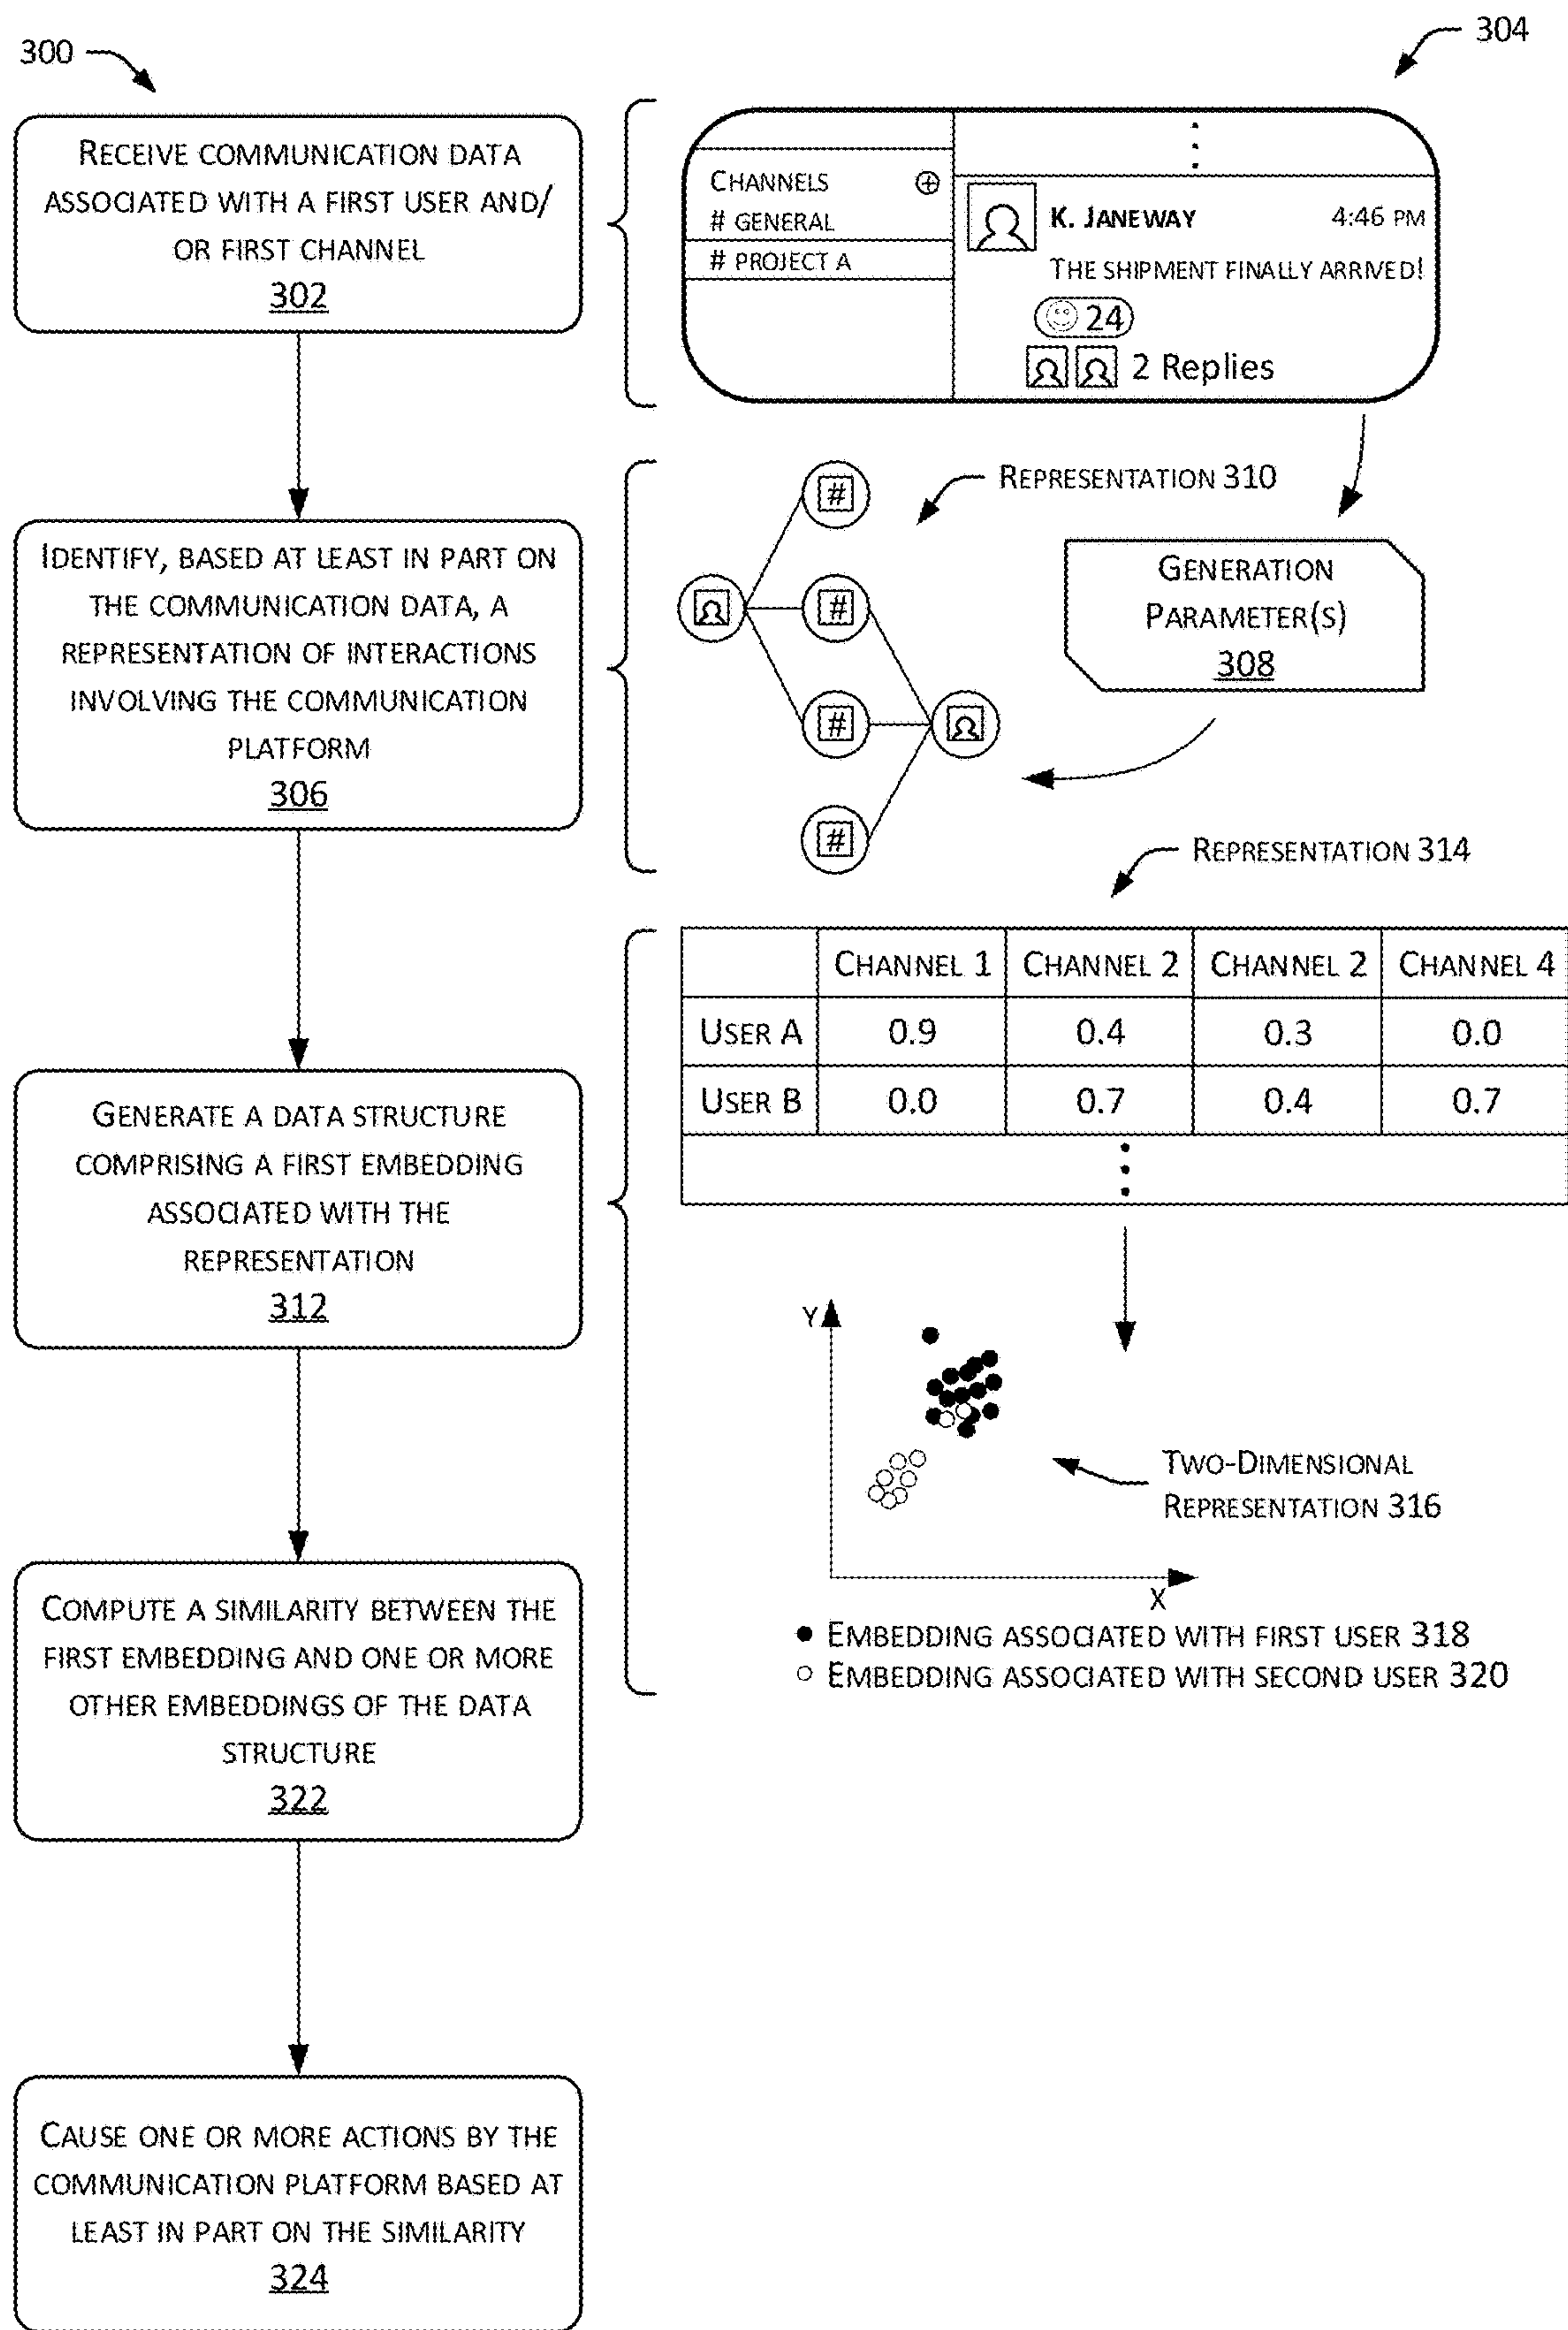 300
304
RECEIVE COMMUNICATION DATA
ASSOCIATED WITH A FIRST USER AND/
OR FIRST CHANNEL
302
CHANNELS
# GENERAL
# PROJECT A
K. JANEWAY 4:46 PM
THE SHIPMENT FINALLY ARRIVED!
24
2 Replies
IDENTIFY, BASED AT LEAST IN PART ON
THE COMMUNICATION DATA, A
REPRESENTATION OF INTERACTIONS
INVOLVING THE COMMUNICATION
PLATFORM
306
REPRESENTATION 310
#
#
#
#
GENERATION
PARAMETER(S)
308
REPRESENTATION 314
CHANNEL 1 CHANNEL 2 CHANNEL 2 CHANNEL 4
USER A 0.9 0.4 0.3 0.0
USER B 0.0 0.7 0.4 0.7
GENERATE A DATA STRUCTURE
COMPRISING A FIRST EMBEDDING
ASSOCIATED WITH THE
REPRESENTATION
312
Y
X
TWO-DIMENSIONAL
REPRESENTATION 316
EMBEDDING ASSOCIATED WITH FIRST USER 318
EMBEDDING ASSOCIATED WITH SECOND USER 320
COMPUTE A SIMILARITY BETWEEN THE
FIRST EMBEDDING AND ONE OR MORE
OTHER EMBEDDINGS OF THE DATA
STRUCTURE
322
CAUSE ONE OR MORE ACTIONS BY THE
COMMUNICATION PLATFORM BASED AT
LEAST IN PART ON THE SIMILARITY
324